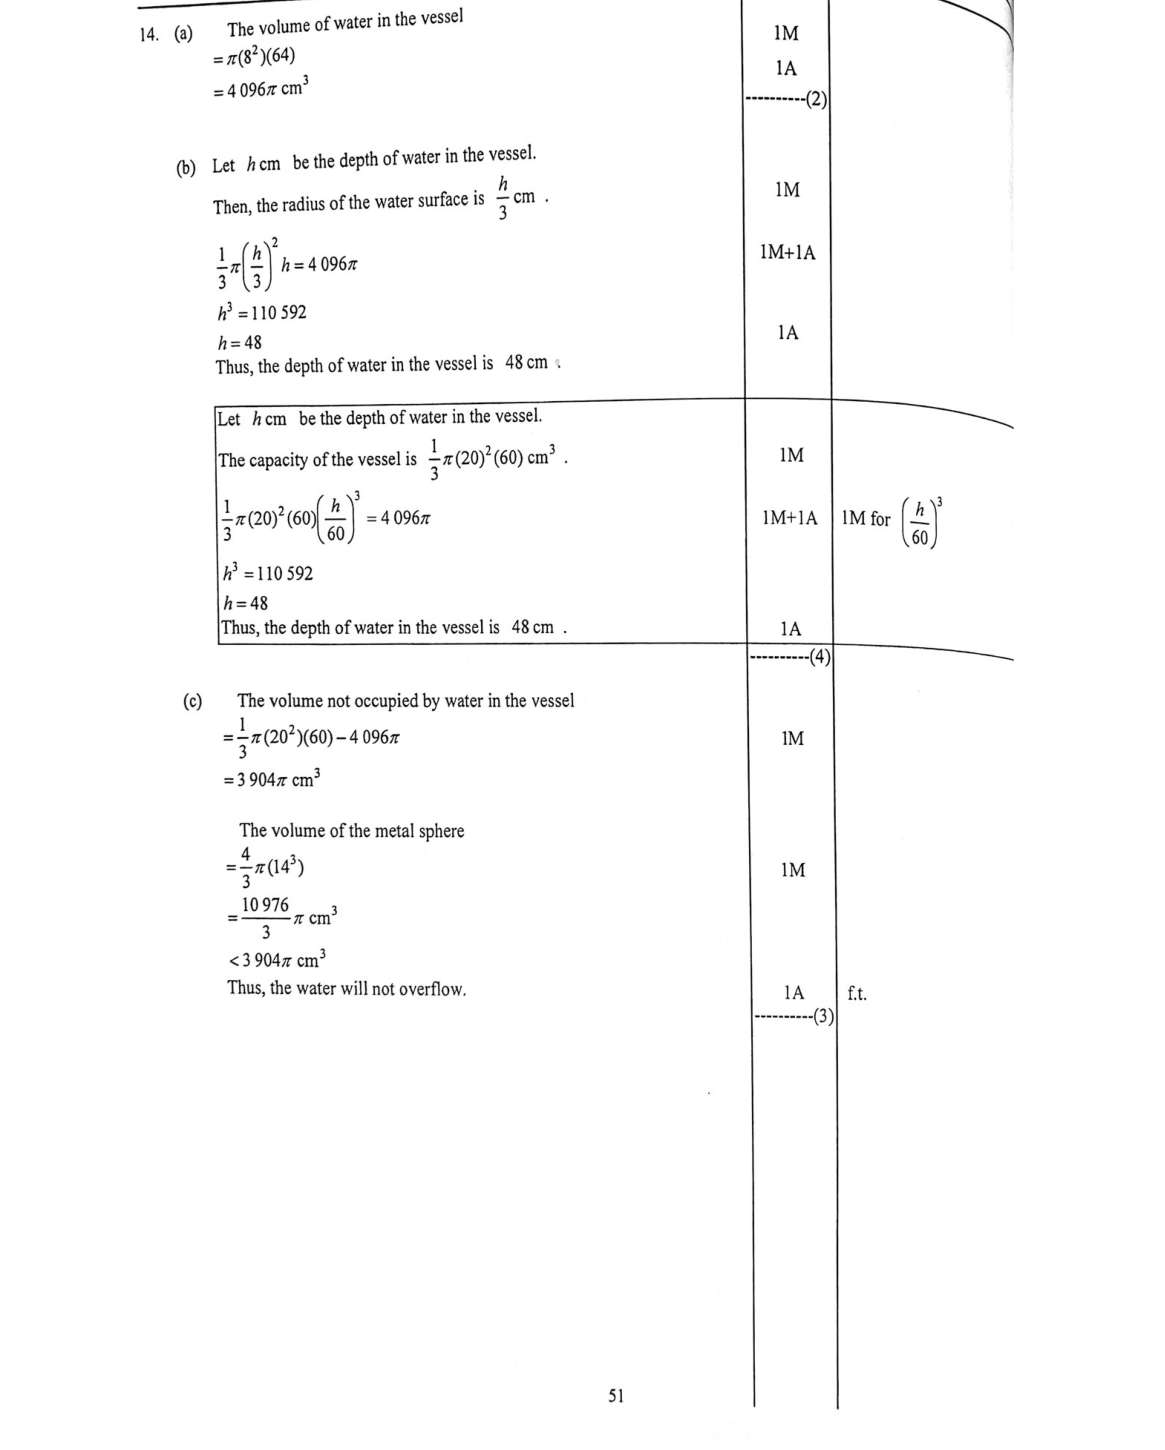 14. (a) The volume of water in the vessel 1M
= π(8²)(64)
= 4 096π cm³ 1A
----------(2)
(b) Let h cm be the depth of water in the vessel.
Then, the radius of the water surface is h/3 cm . 1M
1/3 π(h/3)² h = 4 096π 1M+1A
h³ = 110 592
h = 48 1A
Thus, the depth of water in the vessel is 48 cm .
Let h cm be the depth of water in the vessel.
The capacity of the vessel is 1/3 π(20)²(60) cm³ . 1M
1/3 π(20)²(60)(h/60)³ = 4 096π 1M+1A 1M for (h/60)³
h³ = 110 592
h = 48
Thus, the depth of water in the vessel is 48 cm . 1A
----------(4)
(c) The volume not occupied by water in the vessel
= 1/3 π(20²)(60) – 4 096π 1M
= 3 904π cm³
The volume of the metal sphere
= 4/3 π(14³) 1M
= 10 976/3 π cm³
< 3 904π cm³
Thus, the water will not overflow. 1A f.t.
----------(3)
51